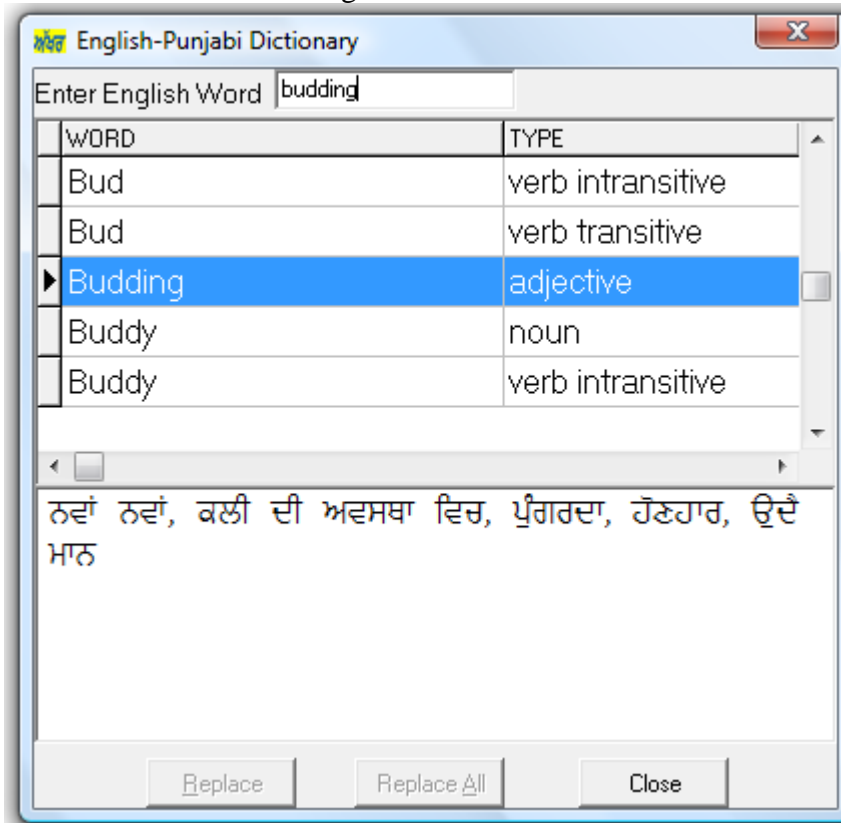 ਅੱਖਰ English-Punjabi Dictionary
Enter English Word budding
WORD TYPE
Bud verb intransitive
Bud verb transitive
Budding adjective
Buddy noun
Buddy verb intransitive
ਨਵਾਂ ਨਵਾਂ, ਕਲੀ ਦੀ ਅਵਸਥਾ ਵਿਚ, ਪੁੰਗਰਦਾ, ਹੋਣਹਾਰ, ਉਦੈ
ਮਾਨ
Replace Replace All Close